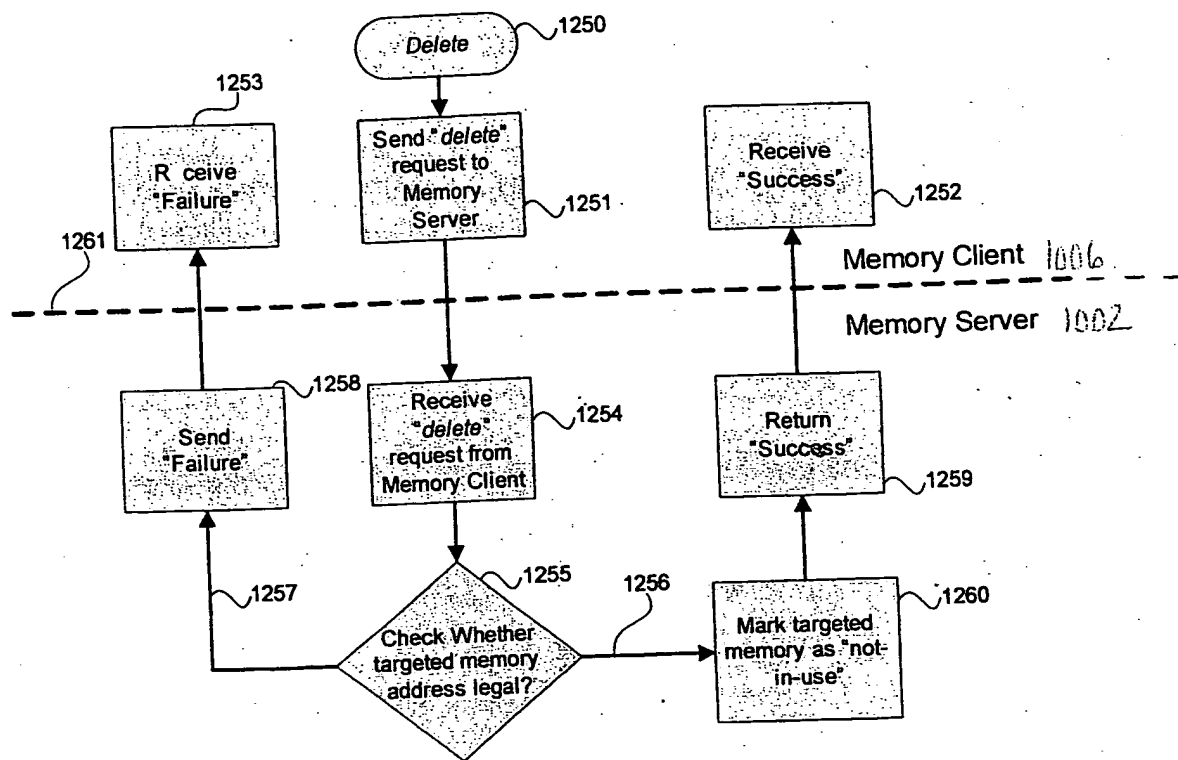 1250
Delete
1253
R ceive
"Failure"
Send "delete"
request to
Memory
Server
1251
Receive
"Success"
1252
1261
Memory Client 1006
Memory Server 1002
1258
Send
"Failure"
Receive
"delete"
request from
Memory Client
1254
Return
"Success"
1259
1257
1255
Check Whether
targeted memory
address legal?
1256
Mark targeted
memory as "not-
in-use"
1260